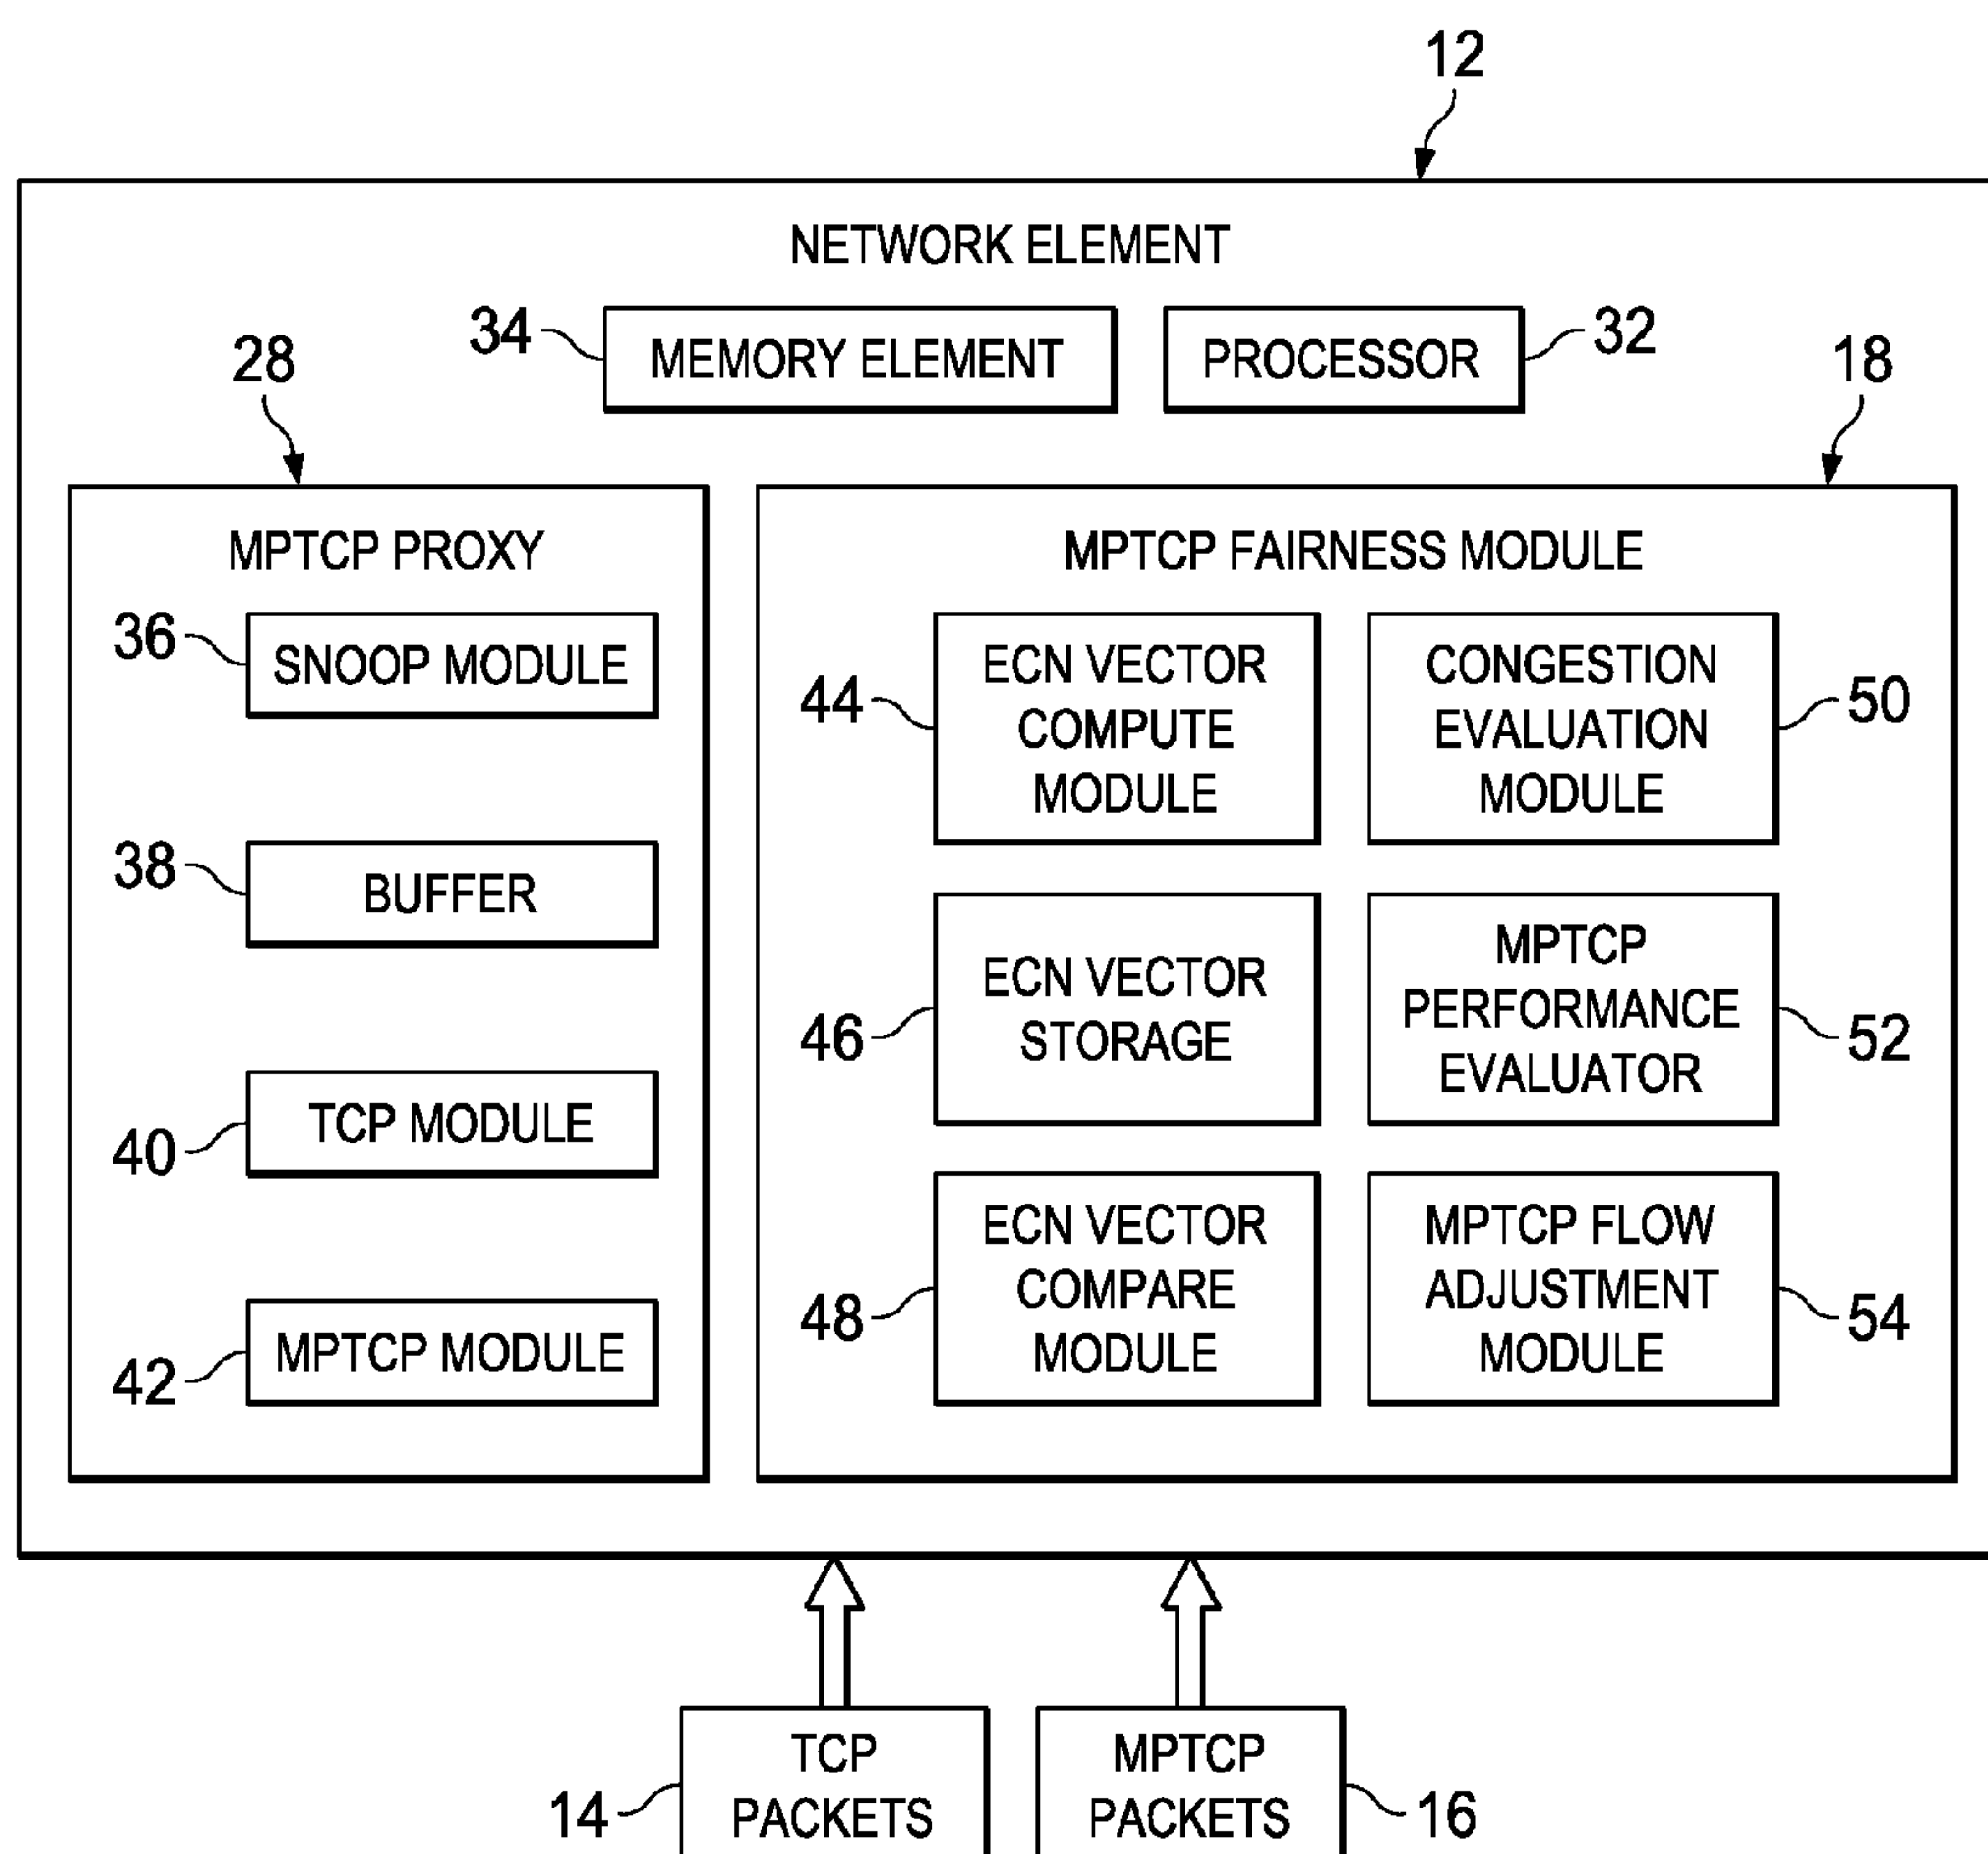 12
NETWORK ELEMENT
34
MEMORY ELEMENT
PROCESSOR
32
28
18
MPTCP PROXY
36
SNOOP MODULE
38
BUFFER
40
TCP MODULE
42
MPTCP MODULE
MPTCP FAIRNESS MODULE
44
ECN VECTOR
COMPUTE
MODULE
CONGESTION
EVALUATION
MODULE
50
46
ECN VECTOR
STORAGE
MPTCP
PERFORMANCE
EVALUATOR
52
48
ECN VECTOR
COMPARE
MODULE
MPTCP FLOW
ADJUSTMENT
MODULE
54
14
TCP
PACKETS
MPTCP
PACKETS
16